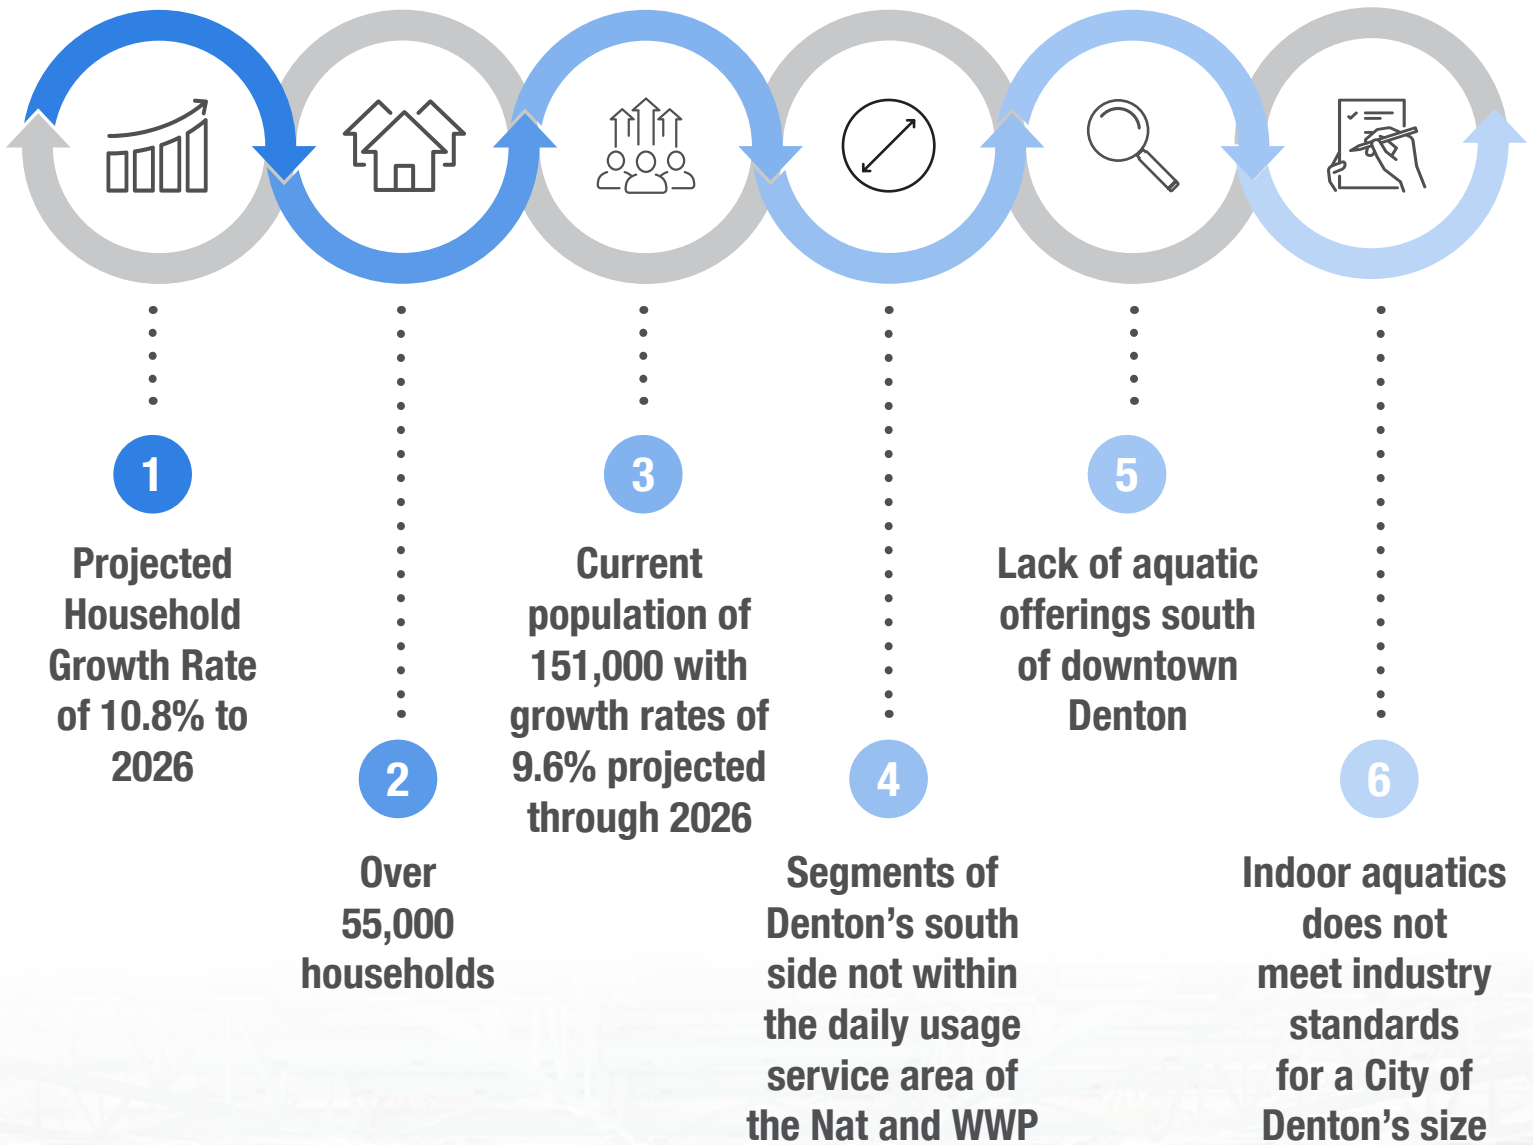 1
Projected
Household
Growth Rate
of 10.8% to
2026
2
Over
55,000
households
3
Current
population of
151,000 with
growth rates of
9.6% projected
through 2026
4
Segments of
Denton’s south
side not within
the daily usage
service area of
the Nat and WWP
5
Lack of aquatic
offerings south
of downtown
Denton
6
Indoor aquatics
does not
meet industry
standards
for a City of
Denton’s size